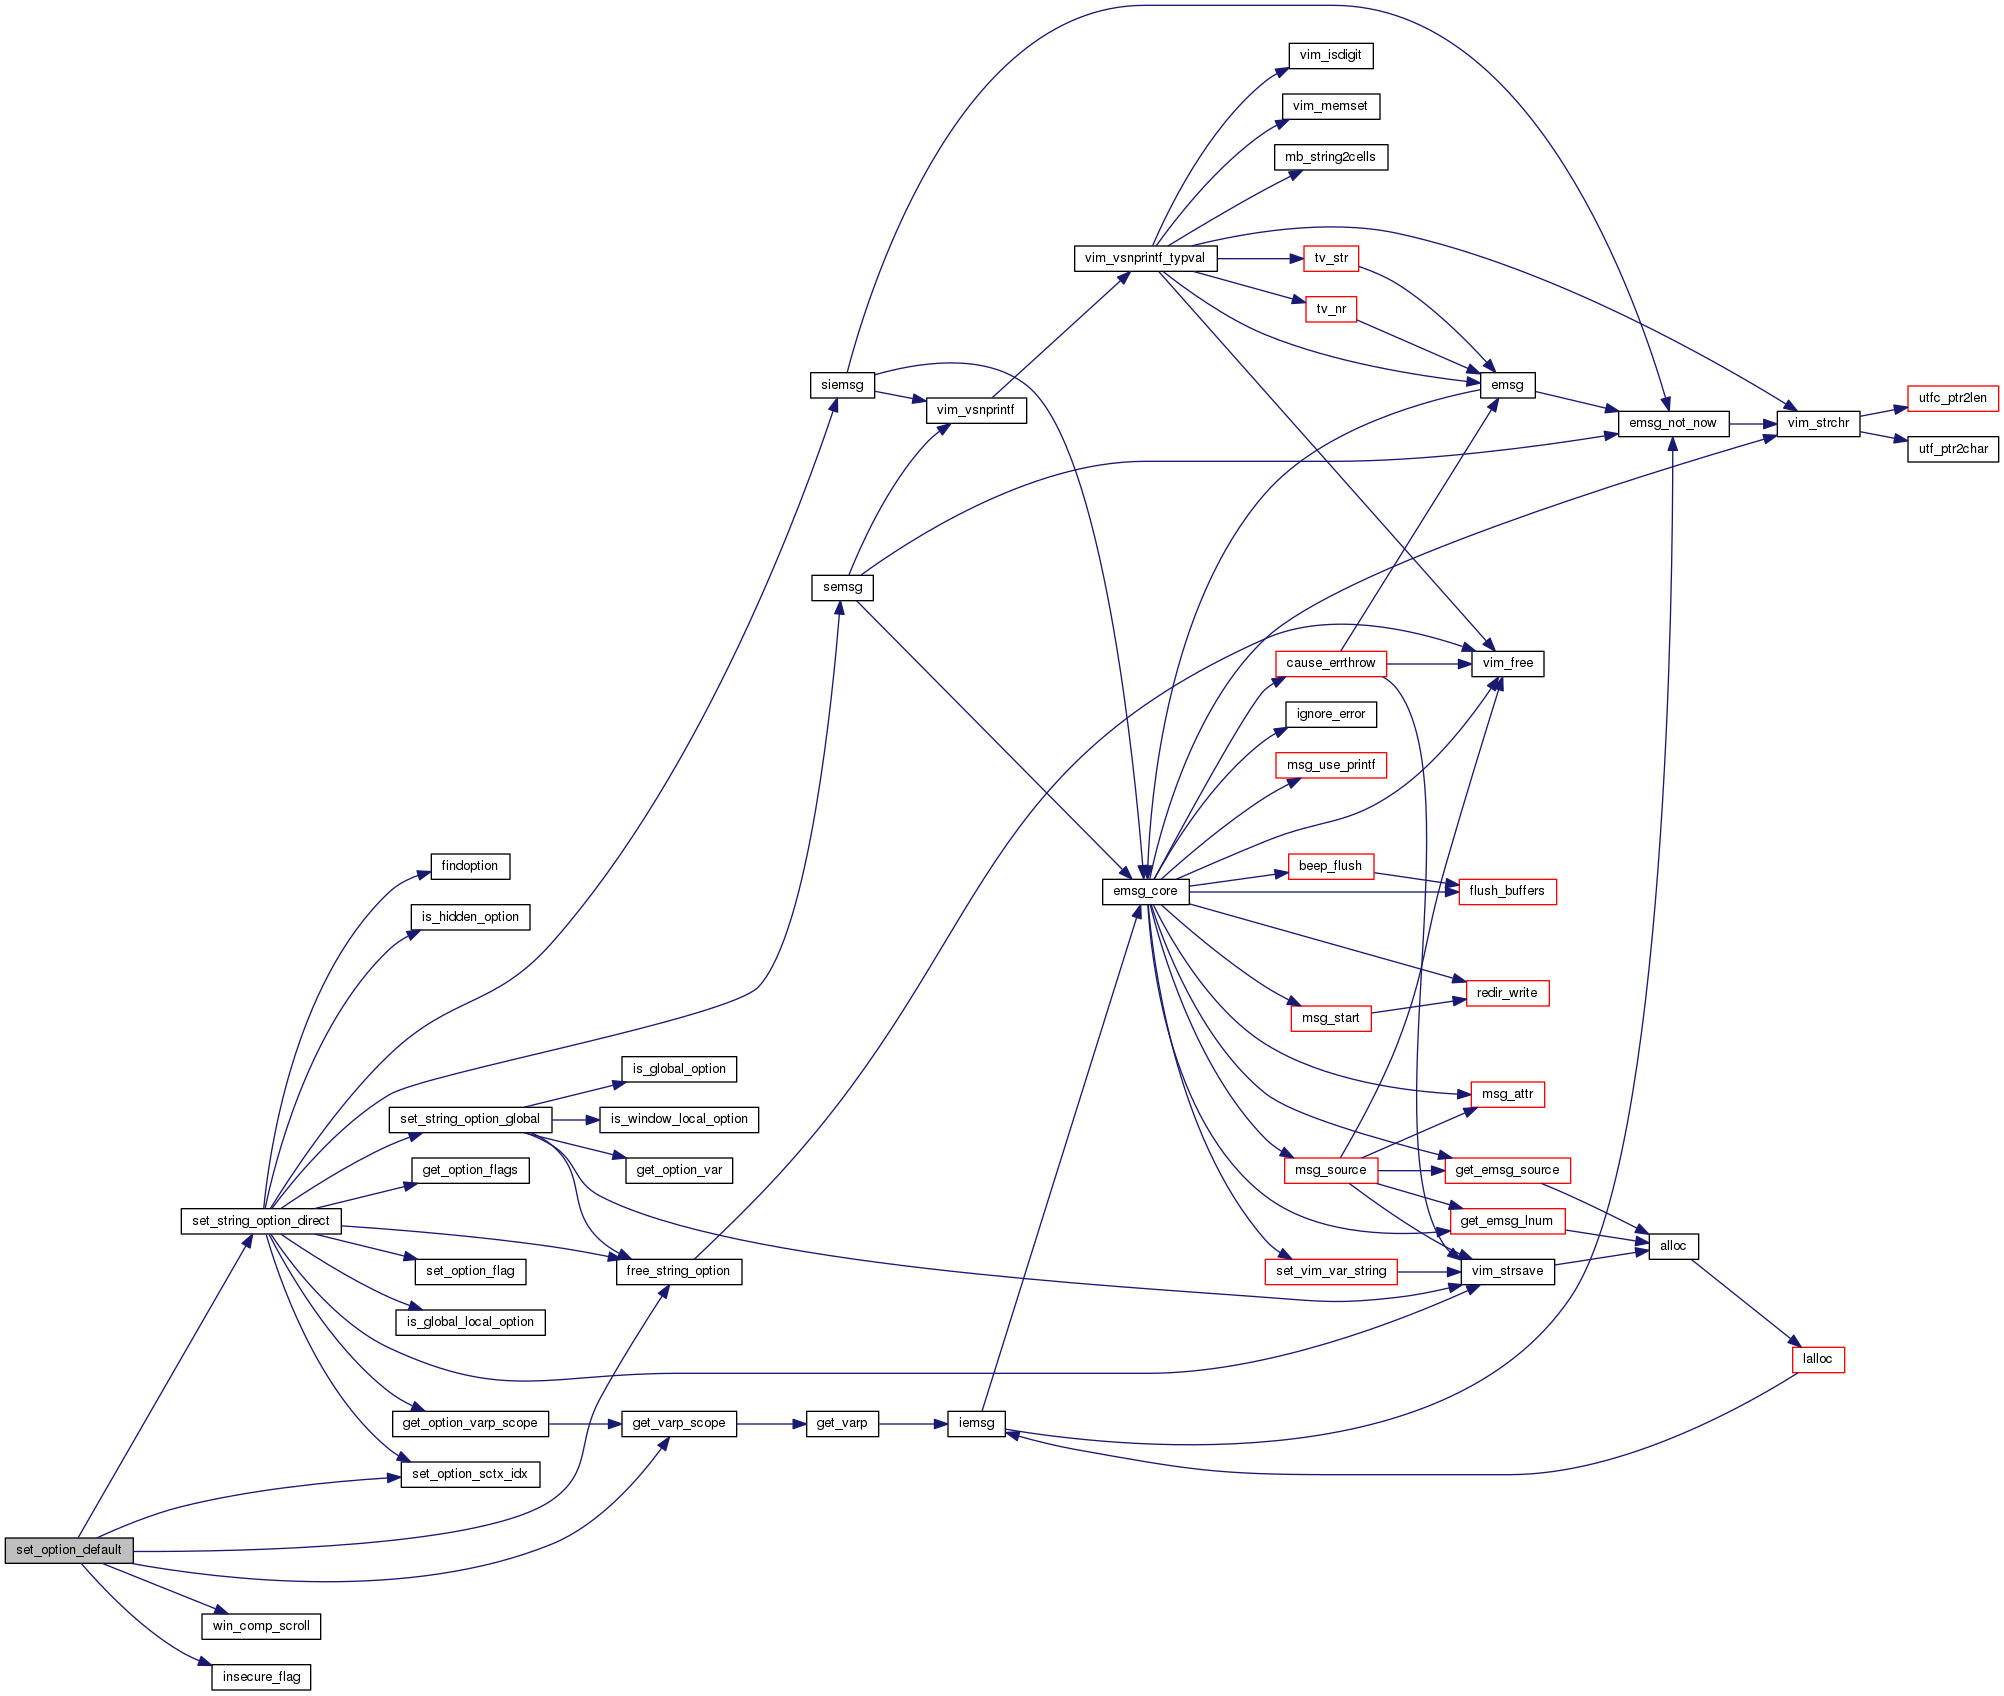 vim_isdigit
vim_memset
mb_string2cells
vim_vsnprintf_typval
tv_str
tv_nr
siemsg
emsg
utfc_ptr2len
vim_vsnprintf
emsg_not_now
vim_strchr
utf_ptr2char
semsg
cause_errthrow
vim_free
ignore_error
msg_use_printf
findoption
beep_flush
emsg_core
flush_buffers
is_hidden_option
redir_write
msg_start
is_global_option
msg_attr
set_string_option_global
is_window_local_option
get_option_flags
get_option_var
msg_source
get_emsg_source
set_string_option_direct
get_emsg_lnum
alloc
set_option_flag
free_string_option
set_vim_var_string
vim_strsave
is_global_local_option
lalloc
get_option_varp_scope
get_varp_scope
get_varp
iemsg
set_option_sctx_idx
set_option_default
win_comp_scroll
insecure_flag